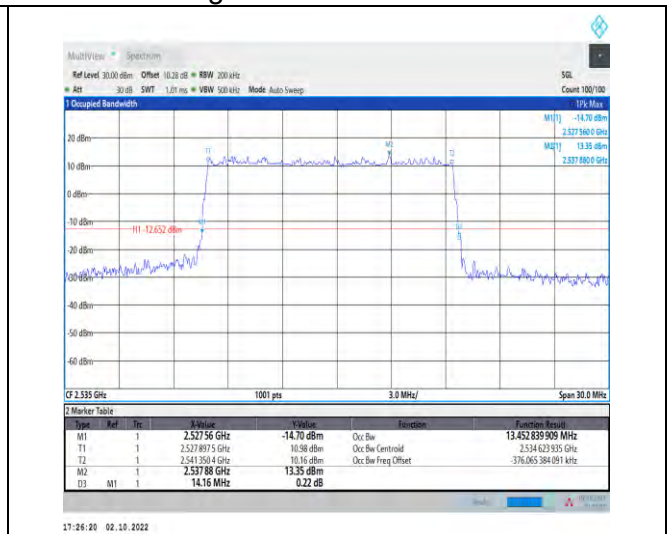 MultiView Spectrum
Ref Level 30.00 dBm Offset 10.28 dB RBW 200 kHz SGL
Att 30 dB SWT 1.01 ms VBW 500 kHz Mode Auto Sweep Count 100/100
1 Occupied Bandwidth 1Pk Max
M1[1] -14.70 dBm
2.527 560 0 GHz
M2[1] 13.35 dBm
2.537 880 0 GHz
20 dBm
T1
M2
T2
10 dBm
0 dBm
-10 dBm
M1
H1 -12.652 dBm
-20 dBm
-30 dBm
-40 dBm
-50 dBm
-60 dBm
CF 2.535 GHz 1001 pts 3.0 MHz/ Span 30.0 MHz
2 Marker Table
Type Ref Trc X-Value Y-Value Function Function Result
M1 1 2.527 56 GHz -14.70 dBm Occ Bw 13.452 839 909 MHz
T1 1 2.527 897 5 GHz 10.98 dBm Occ Bw Centroid 2.534 623 935 GHz
T2 1 2.541 350 4 GHz 10.16 dBm Occ Bw Freq Offset -376.065 384 091 kHz
M2 1 2.537 88 GHz 13.35 dBm
D3 M1 1 14.16 MHz 0.22 dB
17:26:20 02.10.2022